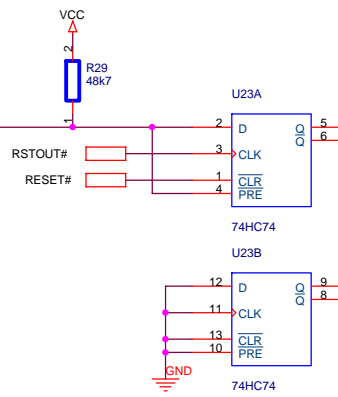 VCC
2
R29
48k7
1
U23A
2 D Q 5
Q 6
RSTOUT# 3 CLK
RESET# 1 CLR
4 PRE
74HC74
U23B
12 D Q 9
Q 8
11 CLK
13 CLR
10 PRE
GND
74HC74